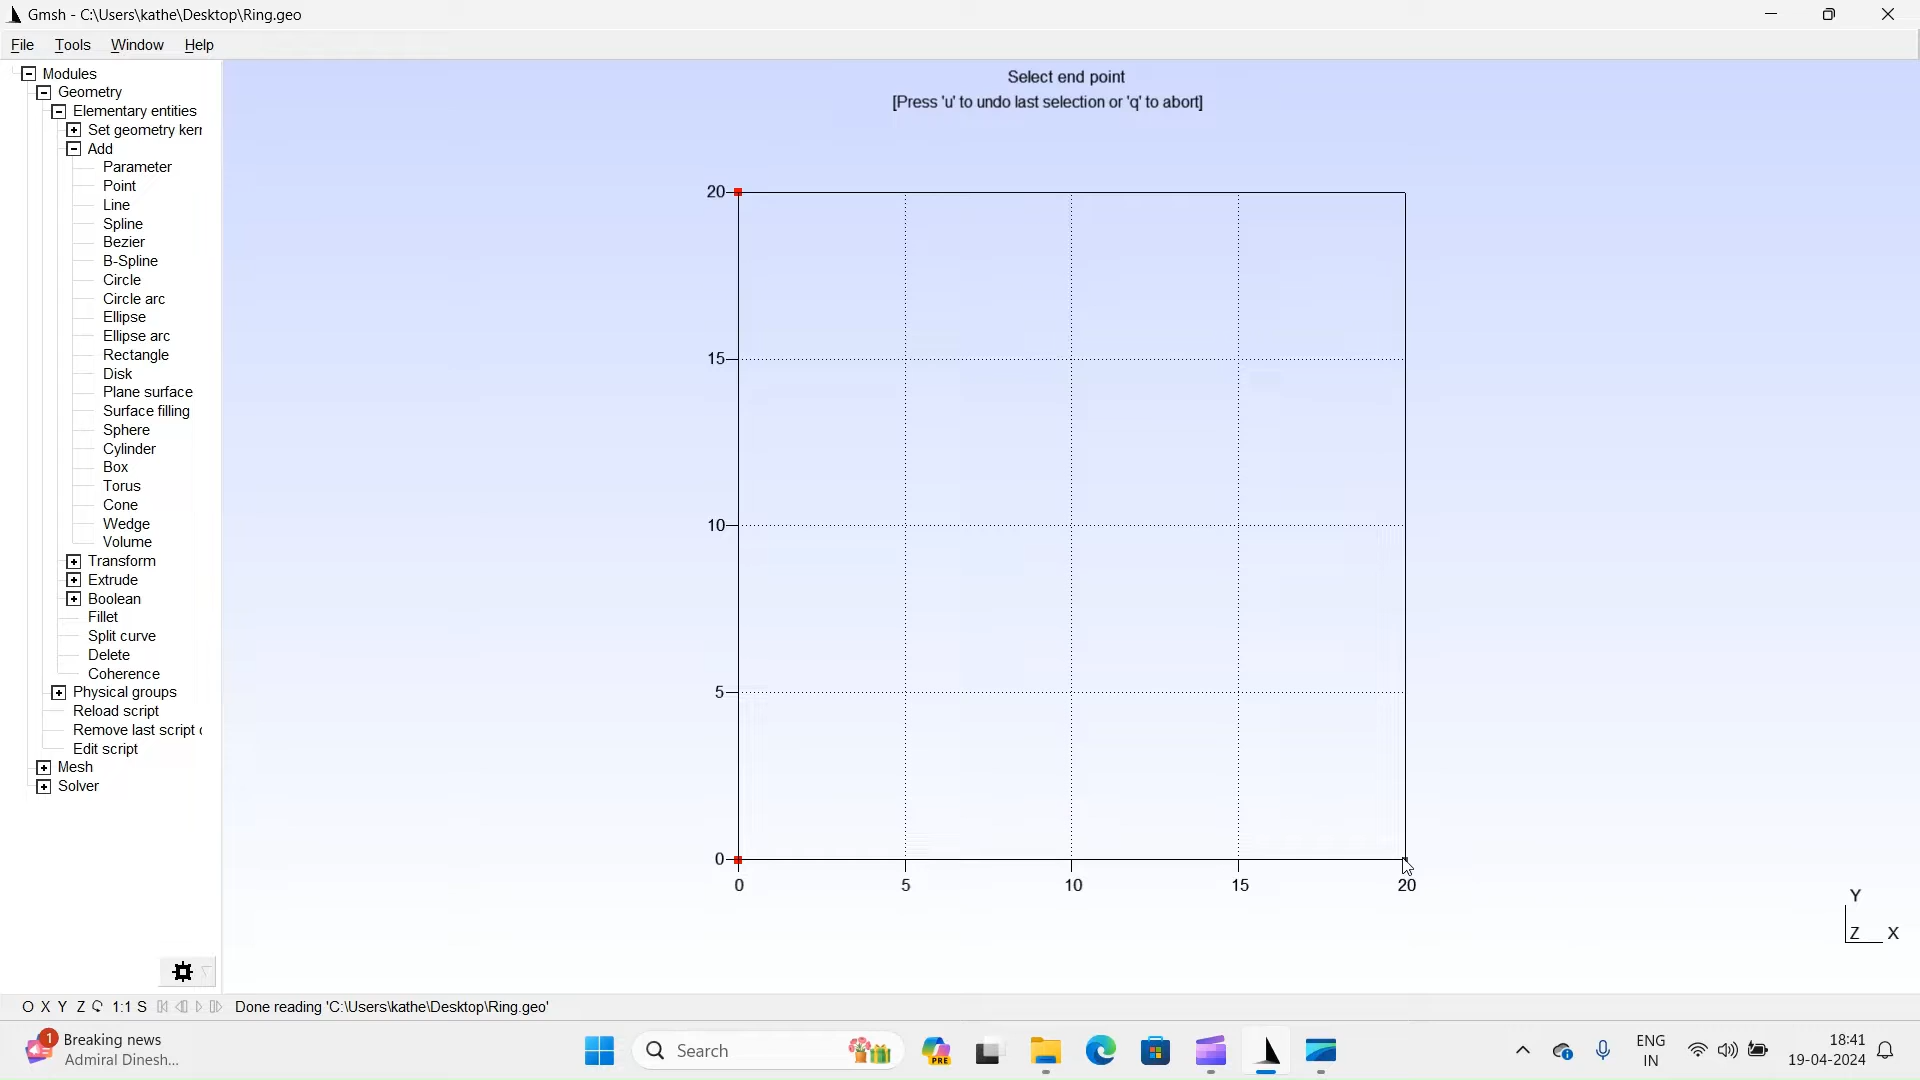 Gmsh - C:\Users\kathe\Desktop\Ring.geo
File Tools Window Help
Modules
Geometry
Elementary entities
Set geometry kerr
Add
Parameter
Point
Line
Spline
Bezier
B-Spline
Circle
Circle arc
Ellipse
Ellipse arc
Rectangle
Disk
Plane surface
Surface filling
Sphere
Cylinder
Box
Torus
Cone
Wedge
Volume
Transform
Extrude
Boolean
Fillet
Split curve
Delete
Coherence
Physical groups
Reload script
Remove last script c
Edit script
Mesh
Solver
Select end point
[Press 'u' to undo last selection or 'q' to abort]
20
15
10
5
0
0 5 10 15 20
Y
Z X
O X Y Z 1:1 S Done reading 'C:\Users\kathe\Desktop\Ring.geo'
1 Breaking news
Admiral Dinesh...
Search
PRE
ENG
IN
18:41
19-04-2024